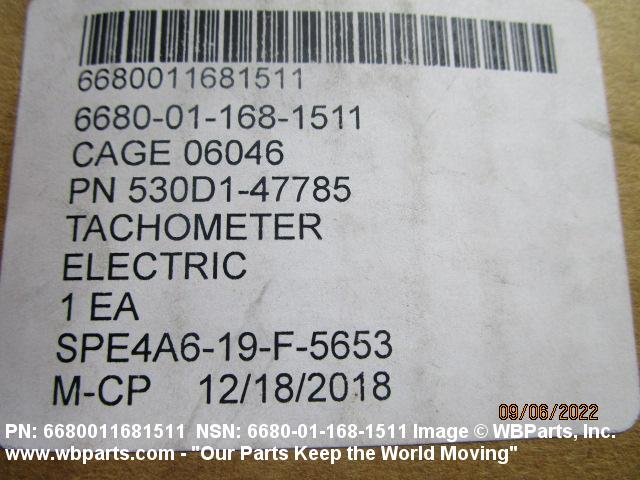 6680011681511
6680-01-168-1511
CAGE 06046
PN 530D1-47785
TACHOMETER
ELECTRIC
1 EA
SPE4A6-19-F-5653
M-CP 12/18/2018
09/06/2022
PN: 6680011681511 NSN: 6680-01-168-1511 Image © WBParts, Inc.
www.wbparts.com - "Our Parts Keep the World Moving"